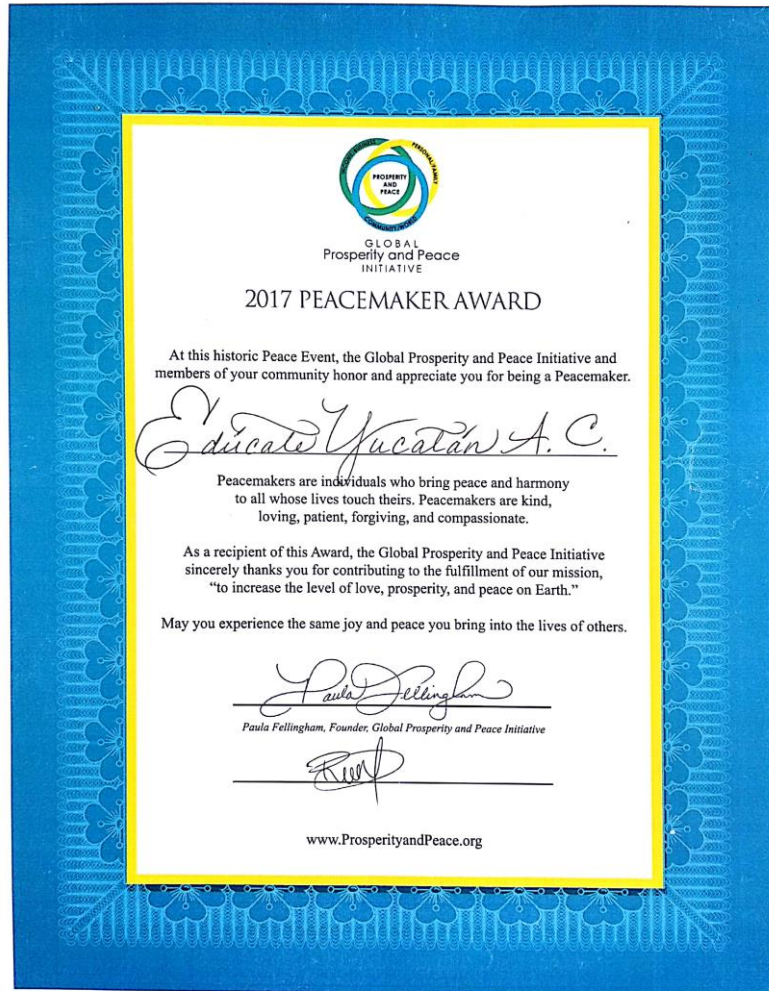 INCOME/BUSINESS
PERSONAL/FAMILY
PROSPERITY
AND
PEACE
COMMUNITY/WORLD
GLOBAL
Prosperity and Peace
INITIATIVE
2017 PEACEMAKER AWARD
At this historic Peace Event, the Global Prosperity and Peace Initiative and
members of your community honor and appreciate you for being a Peacemaker.
Edúcate Yucatán A. C.
Peacemakers are individuals who bring peace and harmony
to all whose lives touch theirs. Peacemakers are kind,
loving, patient, forgiving, and compassionate.
As a recipient of this Award, the Global Prosperity and Peace Initiative
sincerely thanks you for contributing to the fulfillment of our mission,
“to increase the level of love, prosperity, and peace on Earth.”
May you experience the same joy and peace you bring into the lives of others.
Paula Fellingham
Paula Fellingham, Founder, Global Prosperity and Peace Initiative
www.ProsperityandPeace.org